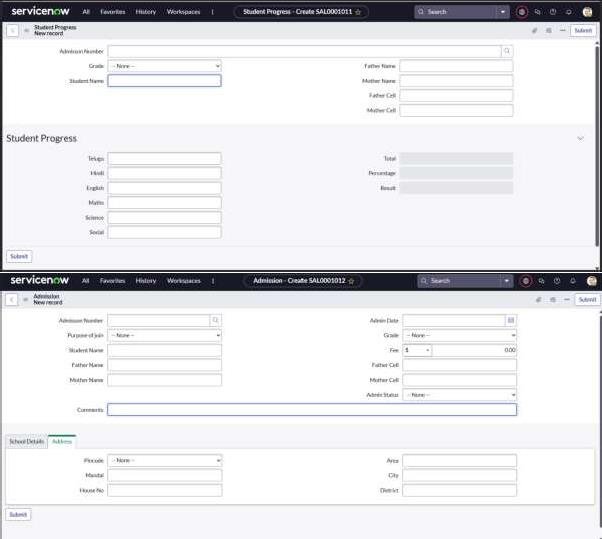 servicenow All Favorites History Workspaces Student Progress - Create SAL0001011 Search
Student Progress
New record
Submit
Admission Number
Grade -- None --
Father Name
Student Name
Mother Name
Father Cell
Mother Cell
Student Progress
Telugu
Total
Hindi
Percentage
English
Result
Maths
Science
Social
Submit
servicenow All Favorites History Workspaces Admission - Create SAL0001012 Search
Admission
New record
Submit
Admission Number
Admin Date
Purpose of join -- None --
Grade -- None --
Student Name
Fee $ 0.00
Father Name
Father Cell
Mother Name
Mother Cell
Admin Status -- None --
Comments
School Details Address
Pincode -- None --
Area
Mandal
City
House No
District
Submit